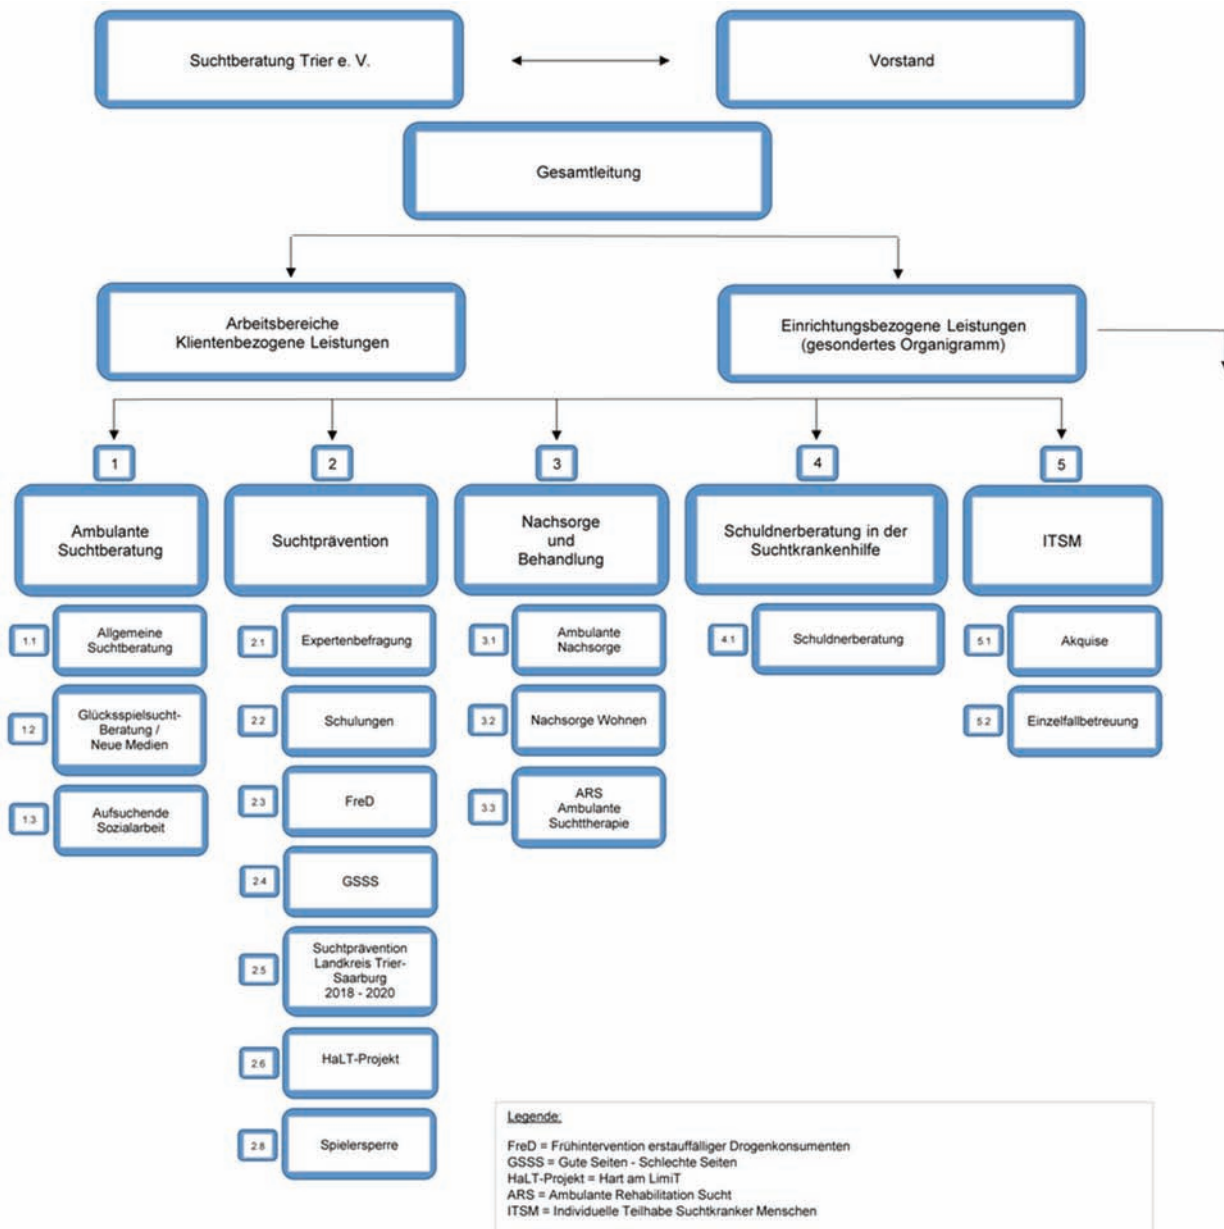 Suchtberatung Trier e. V.
Vorstand
Gesamtleitung
Arbeitsbereiche
Klientenbezogene Leistungen
Einrichtungsbezogene Leistungen
(gesondertes Organigramm)
1
Ambulante
Suchtberatung
1.1
Allgemeine
Suchtberatung
1.2
Glücksspielsucht-
Beratung /
Neue Medien
1.3
Aufsuchende
Sozialarbeit
2
Suchtprävention
2.1
Expertenbefragung
2.2
Schulungen
2.3
FreD
2.4
GSSS
2.5
Suchtprävention
Landkreis Trier-
Saarburg
2018 - 2020
2.6
HaLT-Projekt
2.8
Spielersperre
3
Nachsorge
und
Behandlung
3.1
Ambulante
Nachsorge
3.2
Nachsorge Wohnen
3.3
ARS
Ambulante
Suchttherapie
4
Schuldnerberatung in der
Suchtkrankenhilfe
4.1
Schuldnerberatung
5
ITSM
5.1
Akquise
5.2
Einzelfallbetreuung
Legende:
FreD = Frühintervention erstauffälliger Drogenkonsumenten
GSSS = Gute Seiten - Schlechte Seiten
HaLT-Projekt = Hart am LimiT
ARS = Ambulante Rehabilitation Sucht
ITSM = Individuelle Teilhabe Suchtkranker Menschen